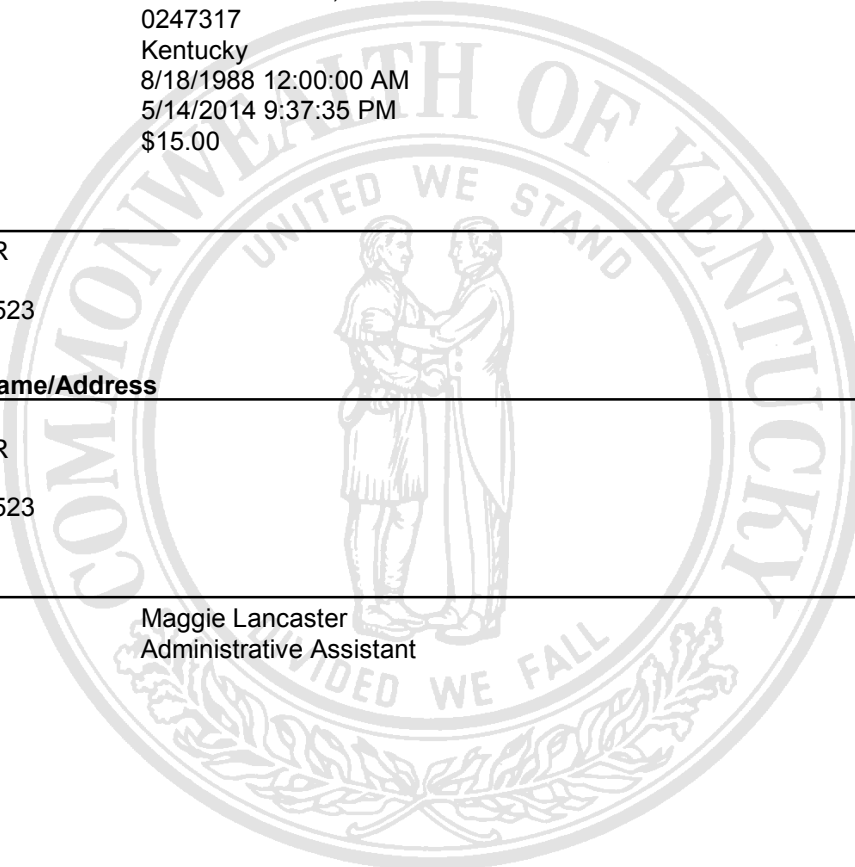 0247317
Kentucky
8/18/1988 12:00:00 AM
5/14/2014 9:37:35 PM
$15.00
COMMONWEALTH OF KENTUCKY
UNITED WE STAND
R
523
ame/Address
R
523
Maggie Lancaster
Administrative Assistant
DIVIDED WE FALL